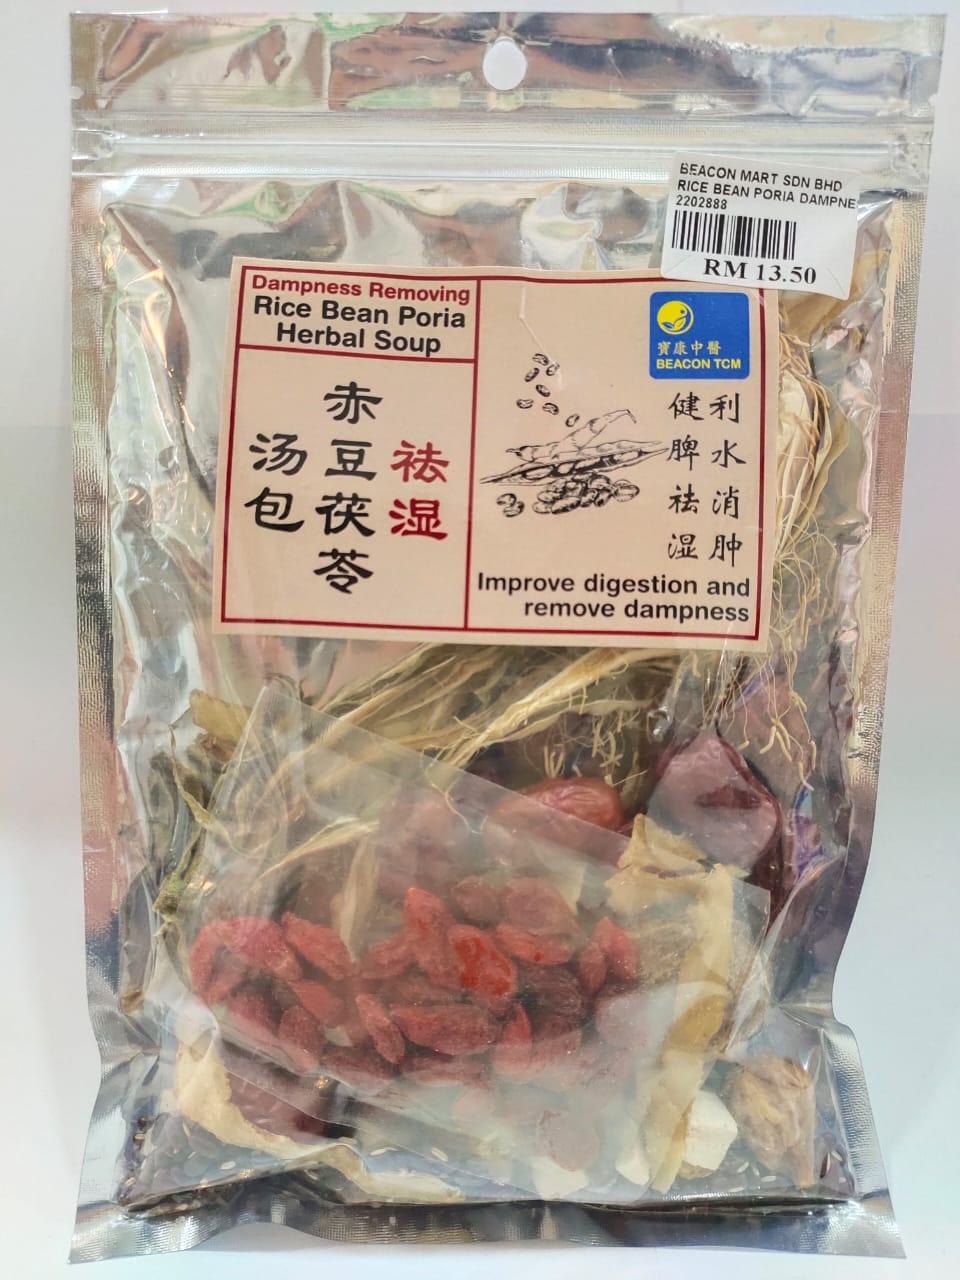 BEACON MART SDN BHD
RICE BEAN PORIA DAMPNE
2202888
RM 13.50
Dampness Removing
Rice Bean Poria
Herbal Soup
祛湿
赤豆茯苓
汤包
寶康中醫
BEACON TCM
利水消肿
健脾祛湿
Improve digestion and
remove dampness